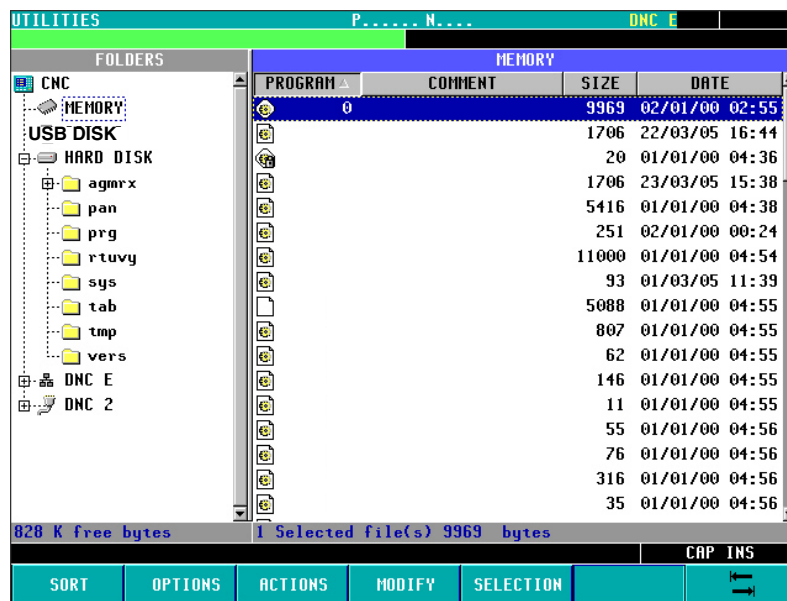 UTILITIES P...... N.... DNC E
FOLDERS MEMORY
CNC PROGRAM COMMENT SIZE DATE
MEMORY 0 9969 02/01/00 02:55
USB DISK 1706 22/03/05 16:44
HARD DISK 20 01/01/00 04:36
agmrx 1706 23/03/05 15:38
pan 5416 01/01/00 04:38
prg 251 02/01/00 00:24
rtuvy 11000 01/01/00 04:54
sys 93 01/03/05 11:39
tab 5088 01/01/00 04:55
tmp 807 01/01/00 04:55
vers 62 01/01/00 04:55
DNC E 146 01/01/00 04:55
DNC 2 11 01/01/00 04:55
55 01/01/00 04:56
76 01/01/00 04:56
316 01/01/00 04:56
35 01/01/00 04:56
828 K free bytes 1 Selected file(s) 9969 bytes
CAP INS
SORT OPTIONS ACTIONS MODIFY SELECTION